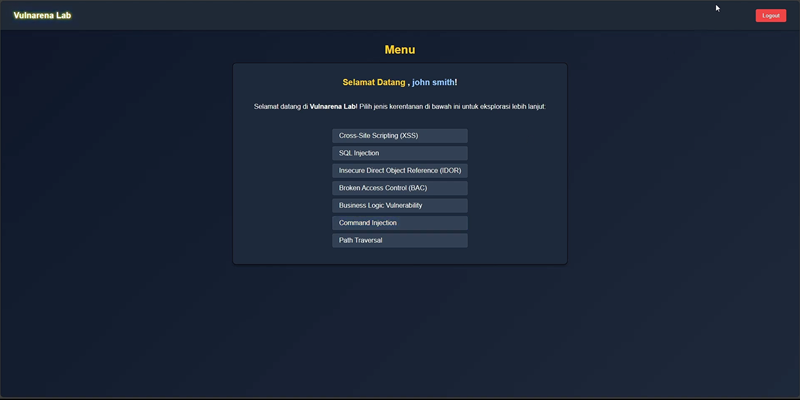 Vulnarena Lab
Logout
Menu
Selamat Datang , john smith!
Selamat datang di Vulnarena Lab! Pilih jenis kerentanan di bawah ini untuk eksplorasi lebih lanjut:
Cross-Site Scripting (XSS)
SQL Injection
Insecure Direct Object Reference (IDOR)
Broken Access Control (BAC)
Business Logic Vulnerability
Command Injection
Path Traversal